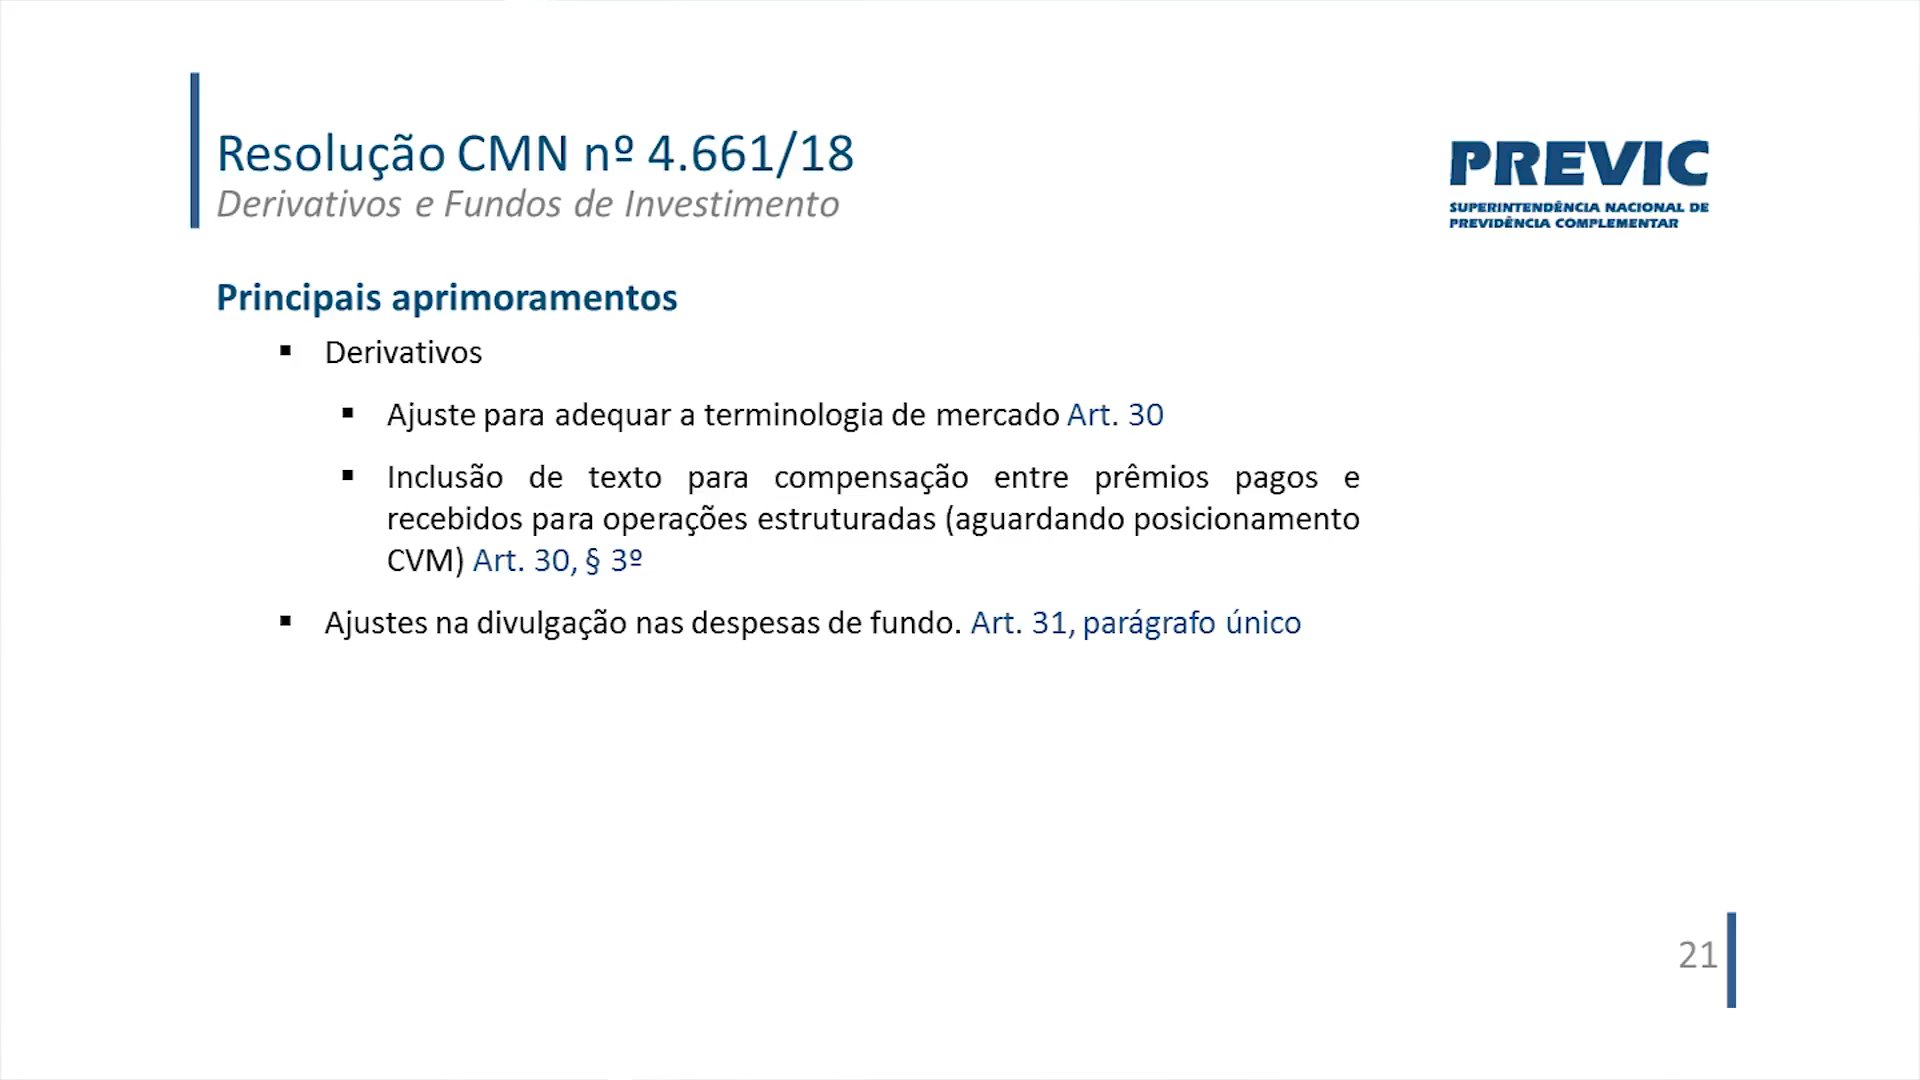 Resolução CMN nº 4.661/18
Derivativos e Fundos de Investimento
PREVIC
SUPERINTENDÊNCIA NACIONAL DE
PREVIDÊNCIA COMPLEMENTAR
Principais aprimoramentos
▪ Derivativos
▪ Ajuste para adequar a terminologia de mercado Art. 30
▪ Inclusão de texto para compensação entre prêmios pagos e
recebidos para operações estruturadas (aguardando posicionamento
CVM) Art. 30, § 3º
▪ Ajustes na divulgação nas despesas de fundo. Art. 31, parágrafo único
21